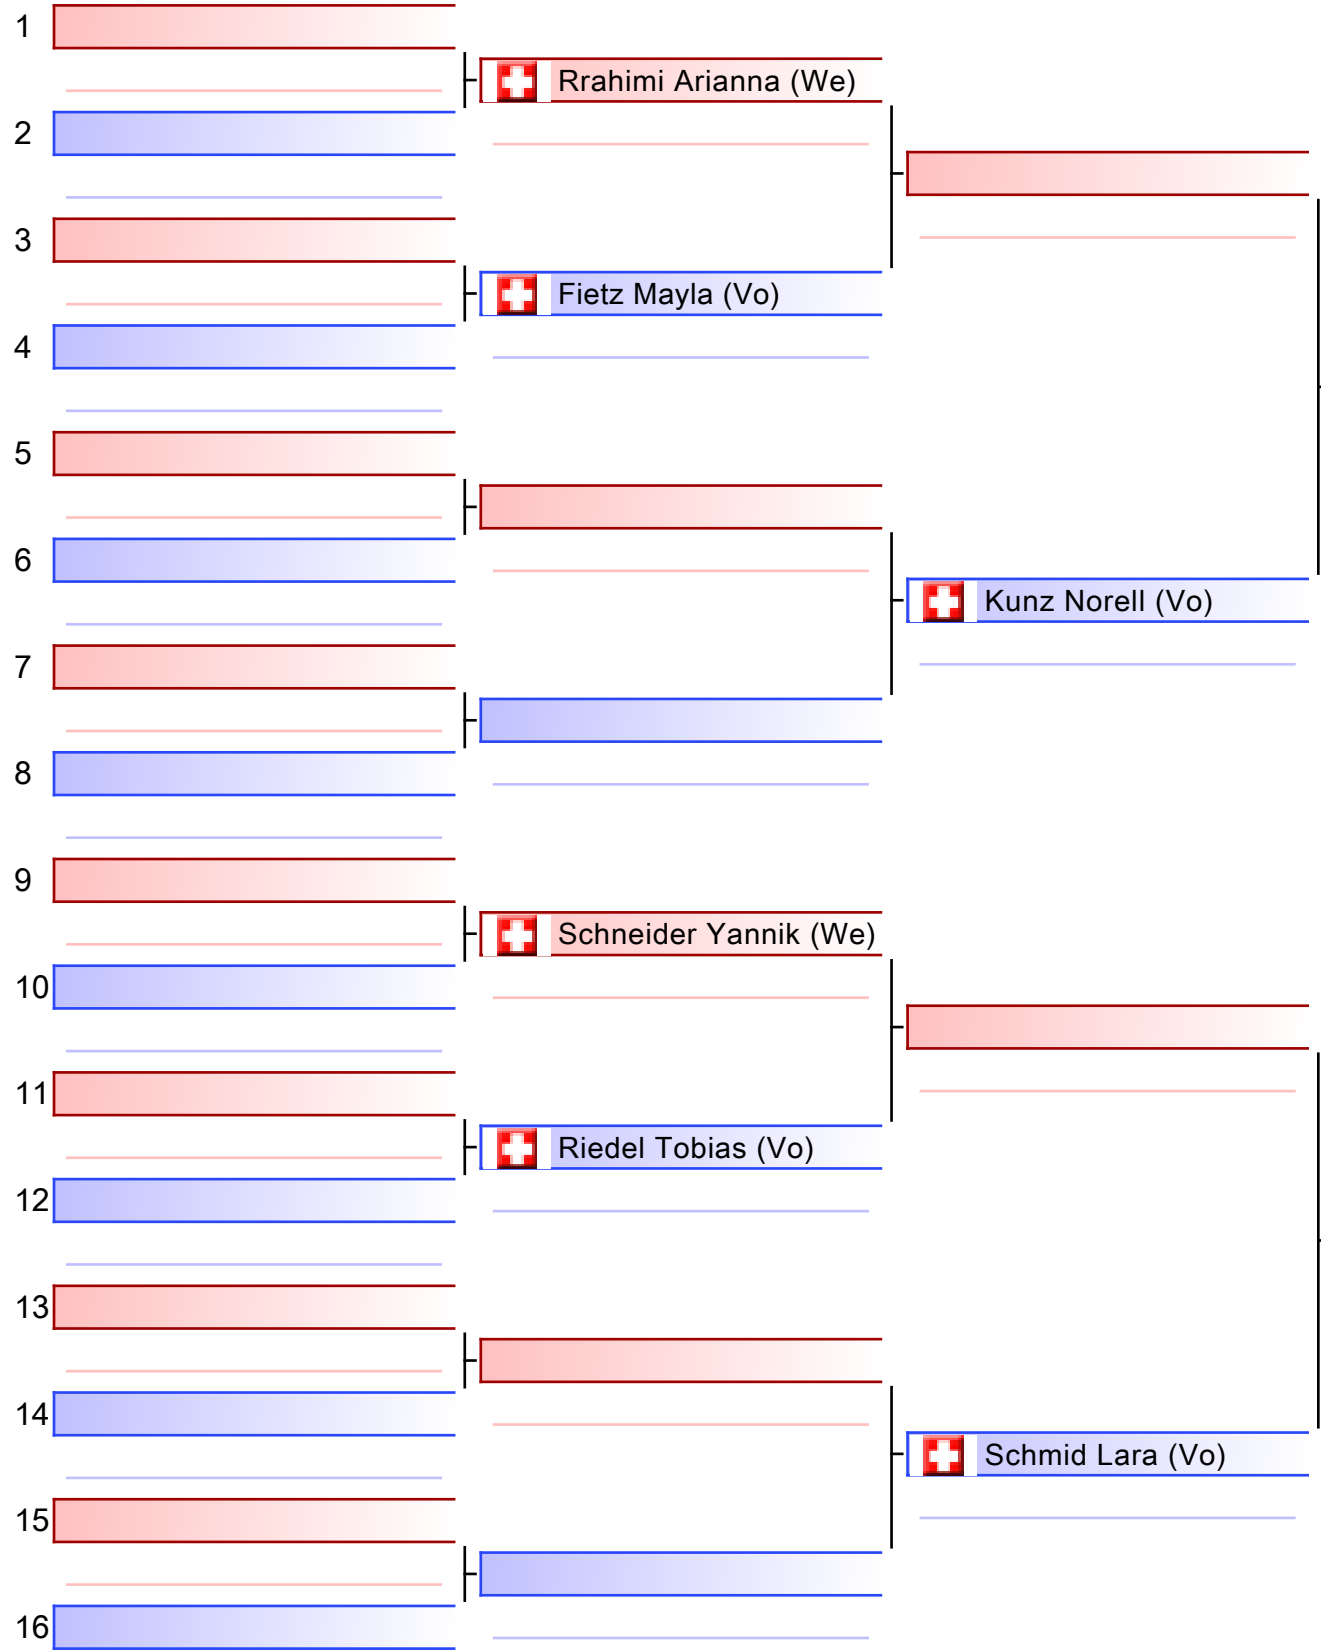 1
Rrahimi Arianna (We)
2
3
Fietz Mayla (Vo)
4
5
6
Kunz Norell (Vo)
7
8
9
Schneider Yannik (We)
10
11
Riedel Tobias (Vo)
12
13
14
Schmid Lara (Vo)
15
16